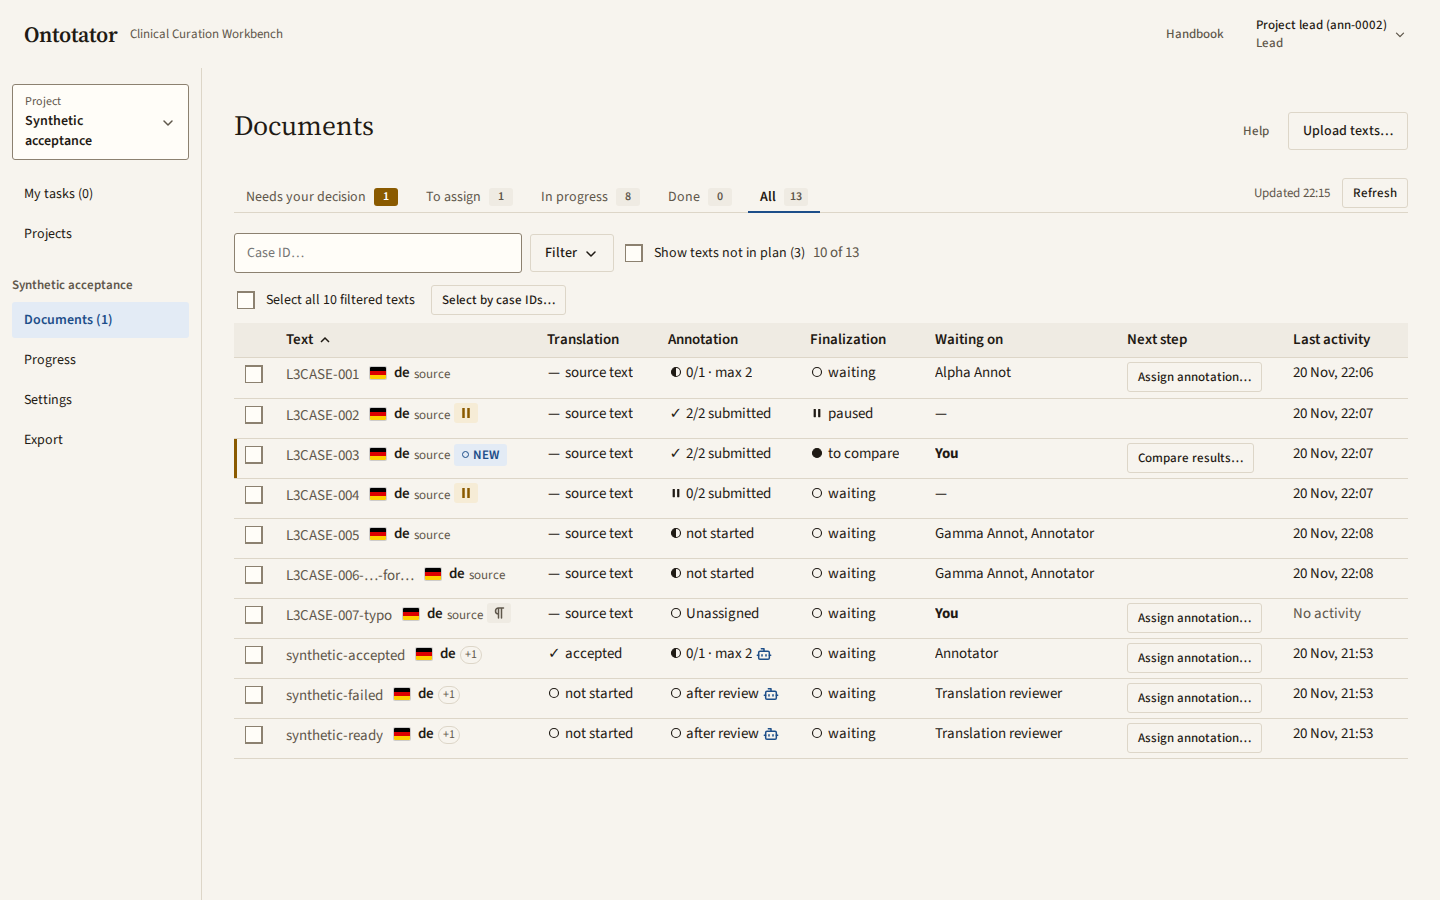 Ontotator Clinical Curation Workbench
Handbook
Project lead (ann-0002)
Lead
Project
Synthetic
acceptance
My tasks (0)
Projects
Synthetic acceptance
Documents (1)
Progress
Settings
Export
Documents
Help Upload texts…
Needs your decision 1 To assign 1 In progress 8 Done 0 All 13
Updated 22:15 Refresh
Case ID… Filter Show texts not in plan (3) 10 of 13
Select all 10 filtered texts Select by case IDs…
Text Translation Annotation Finalization Waiting on Next step Last activity
L3CASE-001 de source — source text 0/1 · max 2 waiting Alpha Annot Assign annotation… 20 Nov, 22:06
L3CASE-002 de source — source text ✓ 2/2 submitted paused — 20 Nov, 22:07
L3CASE-003 de source NEW — source text ✓ 2/2 submitted to compare You Compare results… 20 Nov, 22:07
L3CASE-004 de source — source text 0/2 submitted waiting — 20 Nov, 22:07
L3CASE-005 de source — source text not started waiting Gamma Annot, Annotator 20 Nov, 22:08
L3CASE-006-…-for… de source — source text not started waiting Gamma Annot, Annotator 20 Nov, 22:08
L3CASE-007-typo de source ¶ — source text Unassigned waiting You Assign annotation… No activity
synthetic-accepted de +1 ✓ accepted 0/1 · max 2 waiting Annotator Assign annotation… 20 Nov, 21:53
synthetic-failed de +1 not started after review waiting Translation reviewer Assign annotation… 20 Nov, 21:53
synthetic-ready de +1 not started after review waiting Translation reviewer Assign annotation… 20 Nov, 21:53